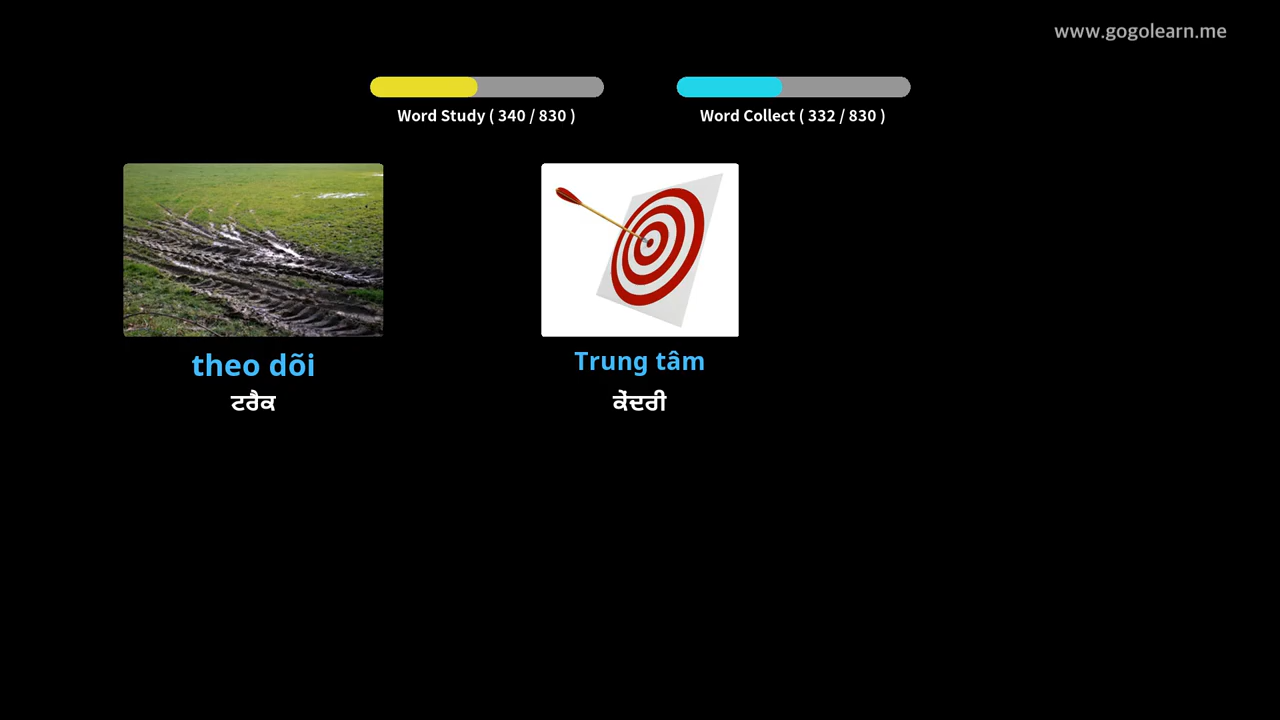 www.gogolearn.me
Word Study ( 340 / 830 )
Word Collect ( 332 / 830 )
theo dõi
ਟਰੈਕ
Trung tâm
ਕੇਂਦਰੀ